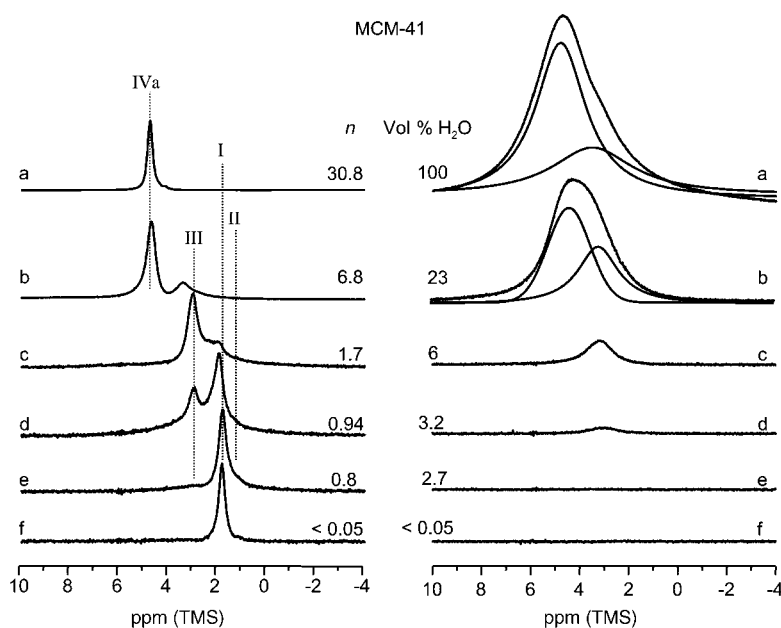 MCM-41
IVa
n
Vol % H₂O
I
a
30.8
100
a
III
II
b
6.8
23
b
c
1.7
6
c
d
0.94
3.2
d
e
0.8
2.7
e
f
< 0.05
< 0.05
f
10 8 6 4 2 0 -2 -4
10 8 6 4 2 0 -2 -4
ppm (TMS)
ppm (TMS)